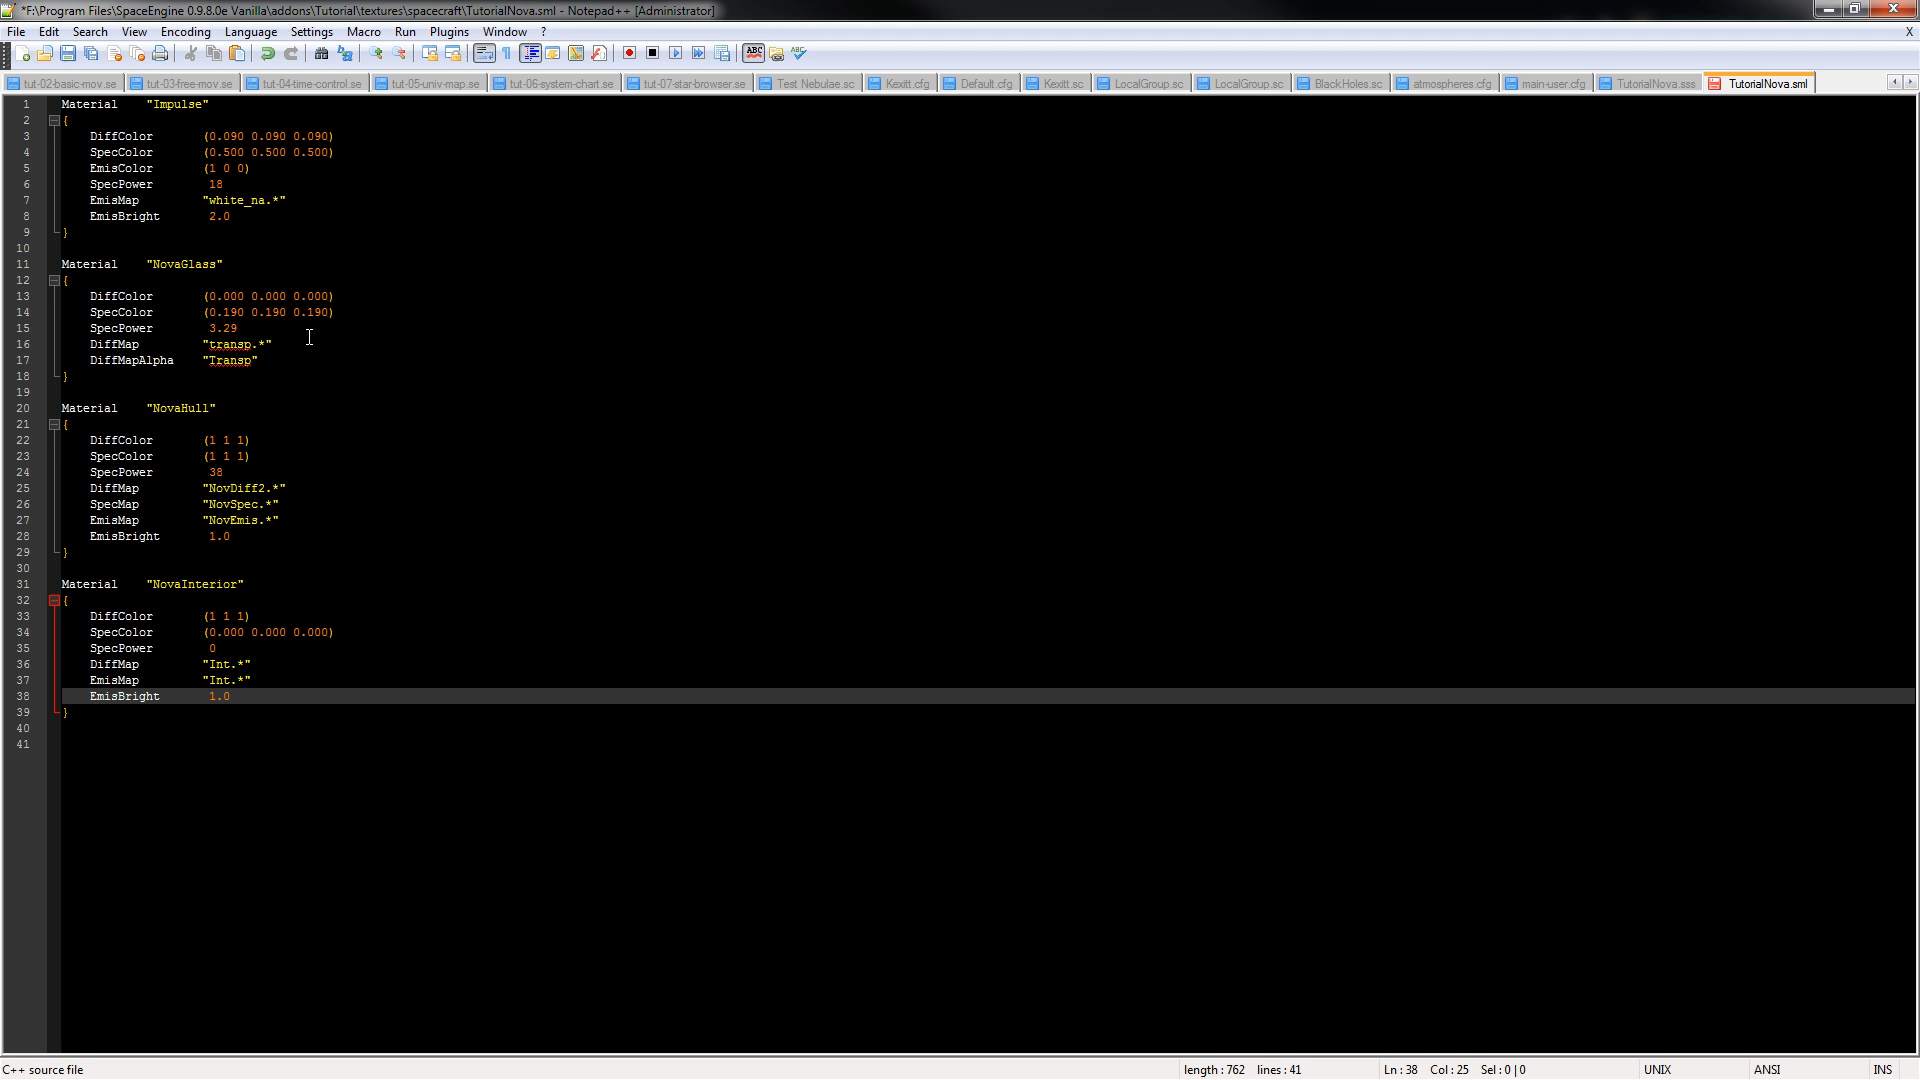 *F:\Program Files\SpaceEngine 0.9.8.0e Vanilla\addons\Tutorial\textures\spacecraft\TutorialNova.sml - Notepad++ [Administrator]
File Edit Search View Encoding Language Settings Macro Run Plugins Window ? X
tut-02-basic-mov.se tut-03-free-mov.se tut-04-time-control.se tut-05-univ-map.se tut-06-system-chart.se tut-07-star-browser.se Test Nebulae.sc Kexitt.cfg Default.cfg Kexitt.sc LocalGroup.sc LocalGroup.sc BlackHoles.sc atmospheres.cfg main-user.cfg TutorialNova.sss TutorialNova.sml
1 Material "Impulse"
2 {
3 DiffColor (0.090 0.090 0.090)
4 SpecColor (0.500 0.500 0.500)
5 EmisColor (1 0 0)
6 SpecPower 18
7 EmisMap "white_na.*"
8 EmisBright 2.0
9 }
10
11 Material "NovaGlass"
12 {
13 DiffColor (0.000 0.000 0.000)
14 SpecColor (0.190 0.190 0.190)
15 SpecPower 3.29
16 DiffMap "transp.*"
17 DiffMapAlpha "Transp"
18 }
19
20 Material "NovaHull"
21 {
22 DiffColor (1 1 1)
23 SpecColor (1 1 1)
24 SpecPower 38
25 DiffMap "NovDiff2.*"
26 SpecMap "NovSpec.*"
27 EmisMap "NovEmis.*"
28 EmisBright 1.0
29 }
30
31 Material "NovaInterior"
32 {
33 DiffColor (1 1 1)
34 SpecColor (0.000 0.000 0.000)
35 SpecPower 0
36 DiffMap "Int.*"
37 EmisMap "Int.*"
38 EmisBright 1.0
39 }
40
41
C++ source file length : 762 lines : 41 Ln : 38 Col : 25 Sel : 0 | 0 UNIX ANSI INS